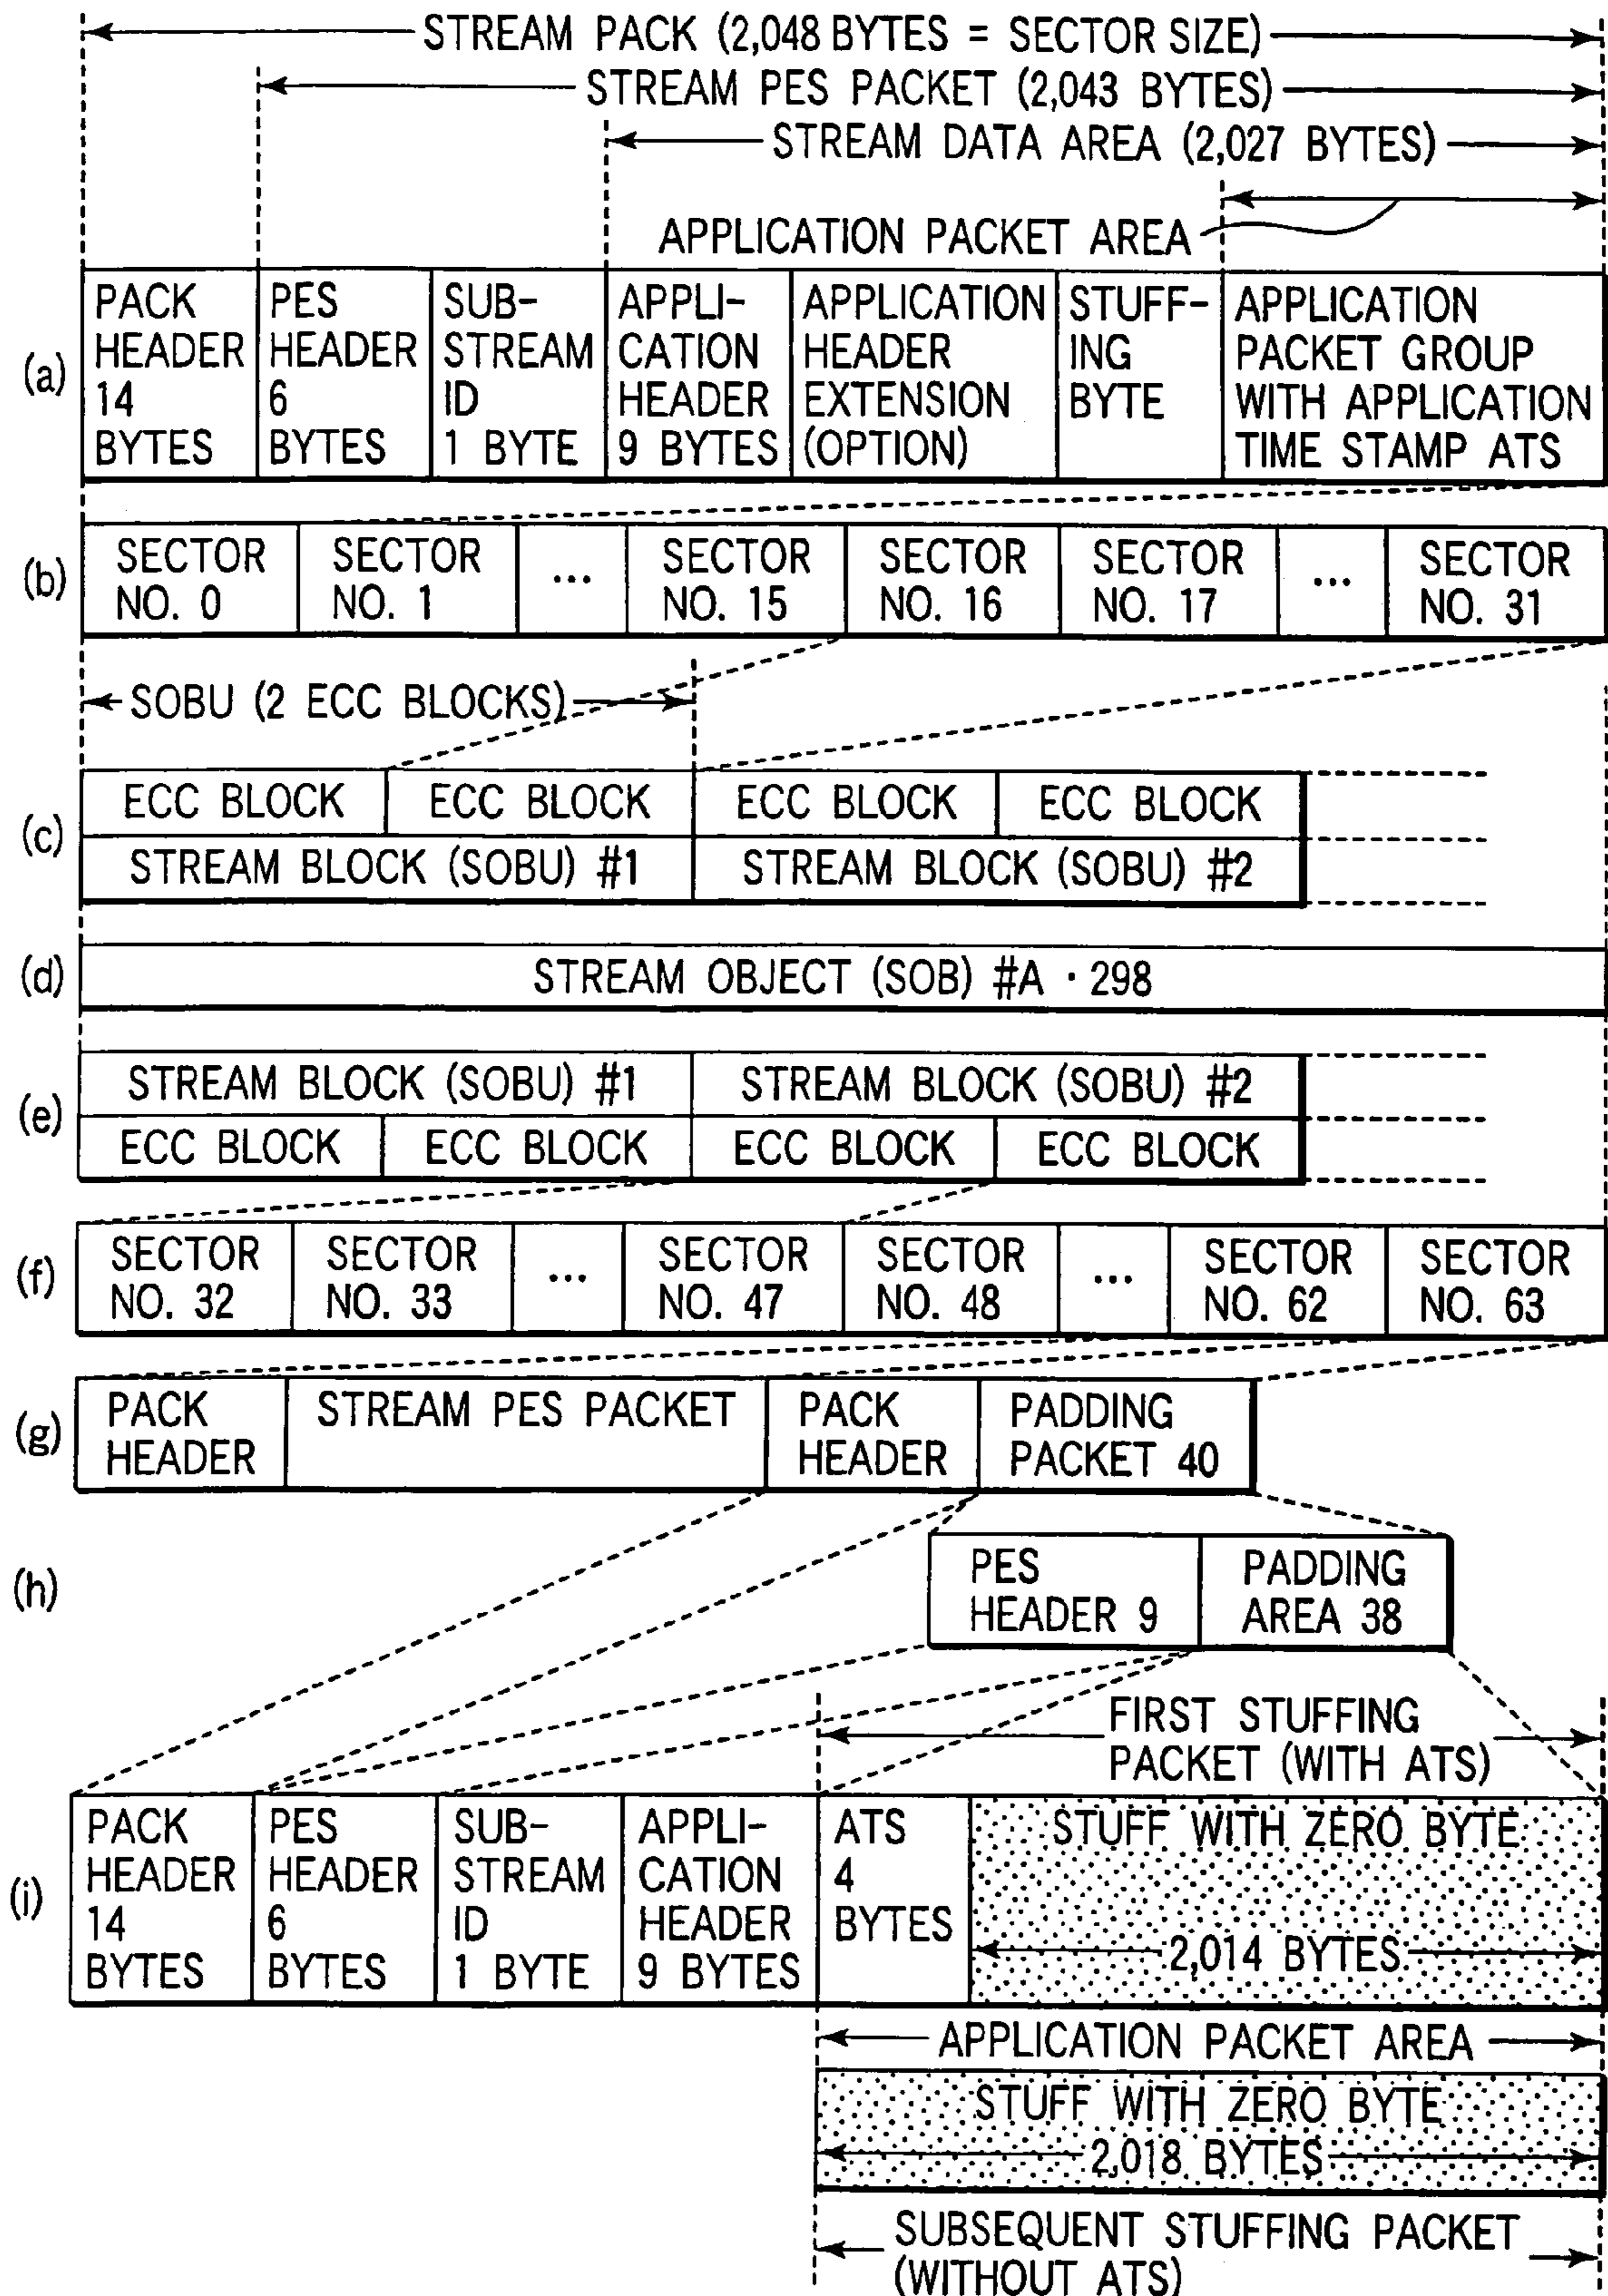 STREAM PACK (2,048 BYTES = SECTOR SIZE)
STREAM PES PACKET (2,043 BYTES)
STREAM DATA AREA (2,027 BYTES)
APPLICATION PACKET AREA
(a)
PACK
HEADER
14
BYTES
PES
HEADER
6
BYTES
SUB-
STREAM
ID
1 BYTE
APPLI-
CATION
HEADER
9 BYTES
APPLICATION
HEADER
EXTENSION
(OPTION)
STUFF-
ING
BYTE
APPLICATION
PACKET GROUP
WITH APPLICATION
TIME STAMP ATS
(b)
SECTOR
NO. 0
SECTOR
NO. 1
...
SECTOR
NO. 15
SECTOR
NO. 16
SECTOR
NO. 17
...
SECTOR
NO. 31
SOBU (2 ECC BLOCKS)
(c)
ECC BLOCK
ECC BLOCK
ECC BLOCK
ECC BLOCK
STREAM BLOCK (SOBU) #1
STREAM BLOCK (SOBU) #2
(d)
STREAM OBJECT (SOB) #A · 298
(e)
STREAM BLOCK (SOBU) #1
STREAM BLOCK (SOBU) #2
ECC BLOCK
ECC BLOCK
ECC BLOCK
ECC BLOCK
(f)
SECTOR
NO. 32
SECTOR
NO. 33
...
SECTOR
NO. 47
SECTOR
NO. 48
...
SECTOR
NO. 62
SECTOR
NO. 63
(g)
PACK
HEADER
STREAM PES PACKET
PACK
HEADER
PADDING
PACKET 40
(h)
PES
HEADER 9
PADDING
AREA 38
FIRST STUFFING
PACKET (WITH ATS)
(i)
PACK
HEADER
14
BYTES
PES
HEADER
6
BYTES
SUB-
STREAM
ID
1 BYTE
APPLI-
CATION
HEADER
9 BYTES
ATS
4
BYTES
STUFF WITH ZERO BYTE
2,014 BYTES
APPLICATION PACKET AREA
STUFF WITH ZERO BYTE
2,018 BYTES
SUBSEQUENT STUFFING PACKET
(WITHOUT ATS)